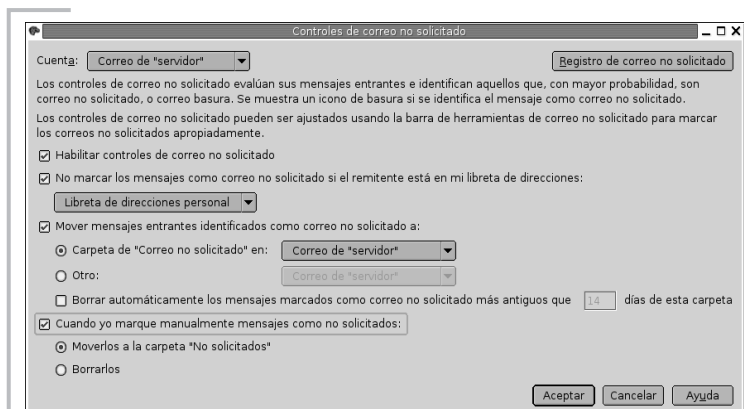 Controles de correo no solicitado
Cuenta: Correo de "servidor" Registro de correo no solicitado
Los controles de correo no solicitado evalúan sus mensajes entrantes e identifican aquellos que, con mayor probabilidad, son
correo no solicitado, o correo basura. Se muestra un icono de basura si se identifica el mensaje como correo no solicitado.
Los controles de correo no solicitado pueden ser ajustados usando la barra de herramientas de correo no solicitado para marcar
los correos no solicitados apropiadamente.
Habilitar controles de correo no solicitado
No marcar los mensajes como correo no solicitado si el remitente está en mi libreta de direcciones:
Libreta de direcciones personal
Mover mensajes entrantes identificados como correo no solicitado a:
Carpeta de "Correo no solicitado" en: Correo de "servidor"
Otro: Correo de "servidor"
Borrar automáticamente los mensajes marcados como correo no solicitado más antiguos que 14 días de esta carpeta
Cuando yo marque manualmente mensajes como no solicitados:
Moverlos a la carpeta "No solicitados"
Borrarlos
Aceptar Cancelar Ayuda